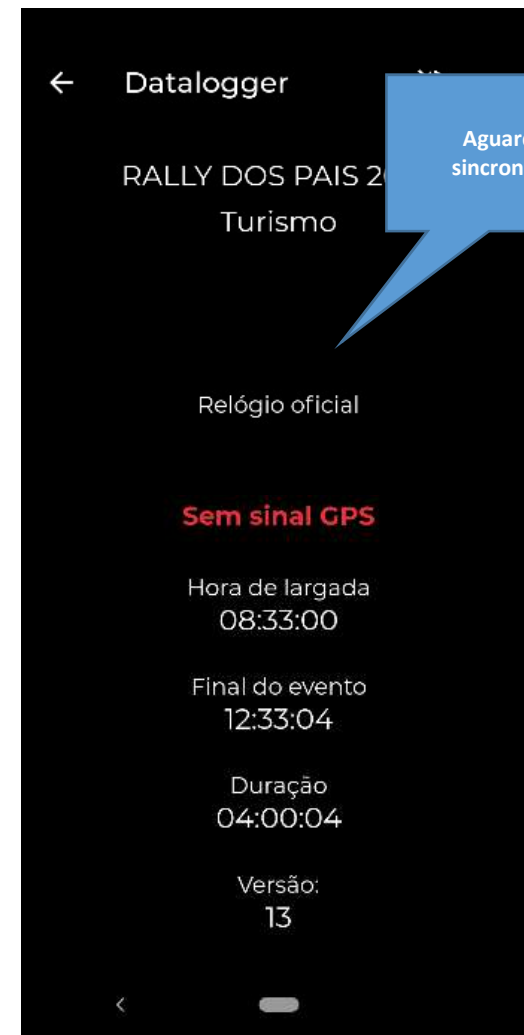 Datalogger
RALLY DOS PAIS
Turismo
Relógio oficial
Sem sinal GPS
Hora de largada
08:33:00
Final do evento
12:33:04
Duração
04:00:04
Versão:
13